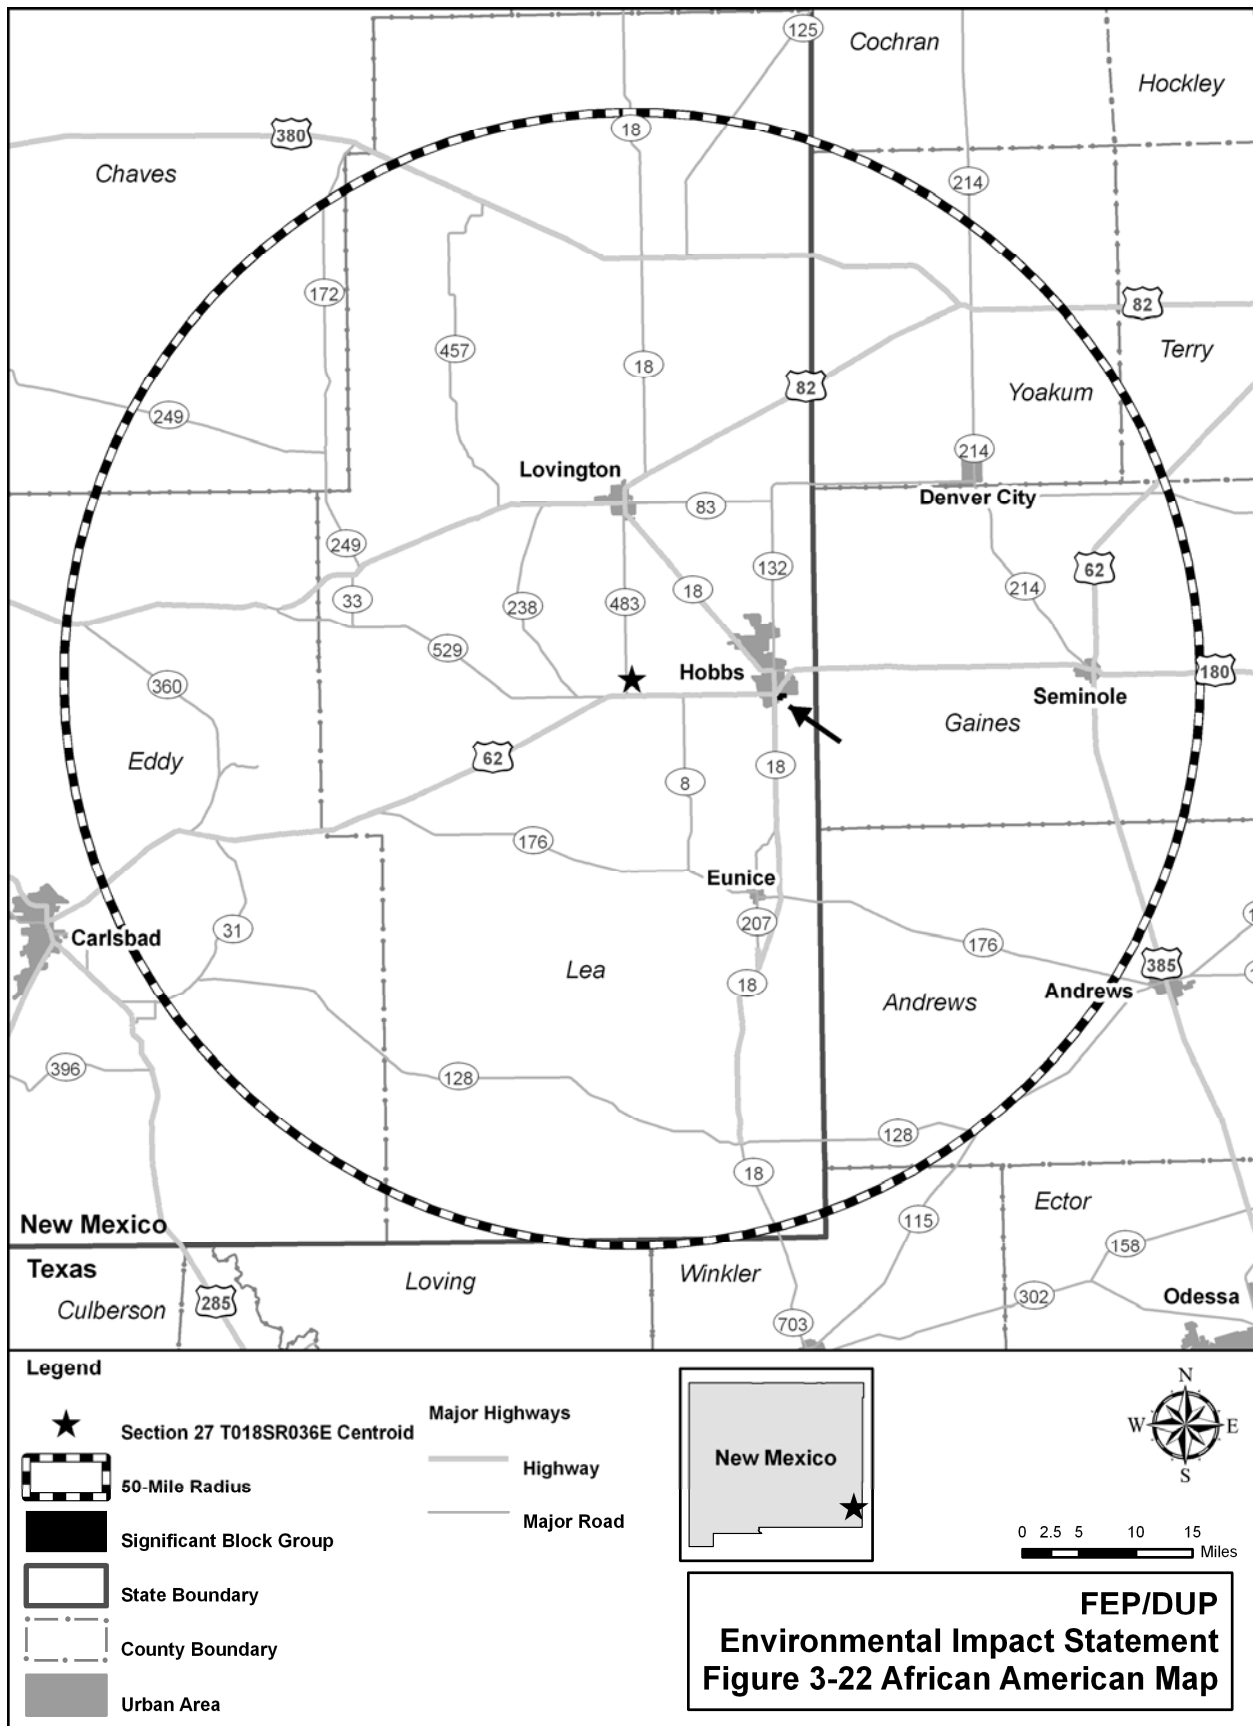 125
Cochran
Hockley
380
18
Chaves
214
172
82
457
18
Terry
82
Yoakum
249
214
Lovington
Denver City
83
249
132
62
18
214
33
238
483
529
Hobbs
180
360
Seminole
Gaines
Eddy
62
18
8
176
Eunice
207
31
Carlsbad
176
Lea
385
18
Andrews
Andrews
396
128
128
18
Ector
115
New Mexico
158
Texas
Loving
Winkler
Culberson
285
302
Odessa
703
Legend
Section 27 T018SR036E Centroid
50-Mile Radius
Significant Block Group
State Boundary
County Boundary
Urban Area
Major Highways
Highway
Major Road
New Mexico
N
W E
S
0 2.5 5 10 15
Miles
FEP/DUP
Environmental Impact Statement
Figure 3-22 African American Map